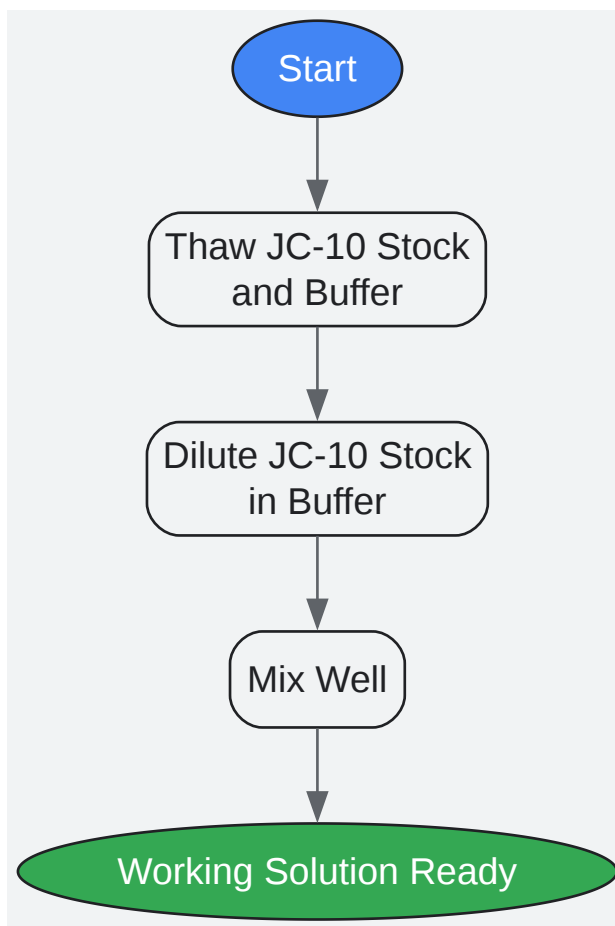 Start
Thaw JC-10 Stock
and Buffer
Dilute JC-10 Stock
in Buffer
Mix Well
Working Solution Ready